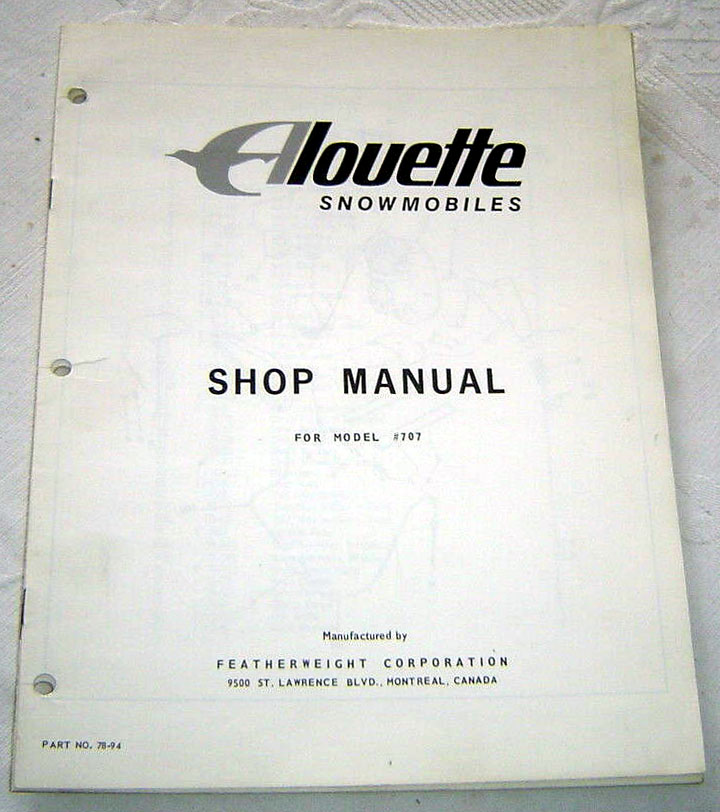 Alouette
SNOWMOBILES
SHOP MANUAL
FOR MODEL #707
Manufactured by
FEATHERWEIGHT CORPORATION
9500 ST. LAWRENCE BLVD., MONTREAL, CANADA
PART NO. 78-94